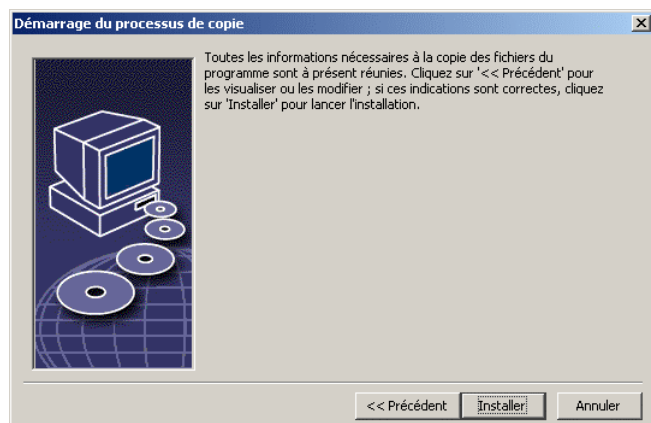 Démarrage du processus de copie
Toutes les informations nécessaires à la copie des fichiers du
programme sont à présent réunies. Cliquez sur '<< Précédent' pour
les visualiser ou les modifier ; si ces indications sont correctes, cliquez
sur 'Installer' pour lancer l'installation.
<< Précédent
Installer
Annuler